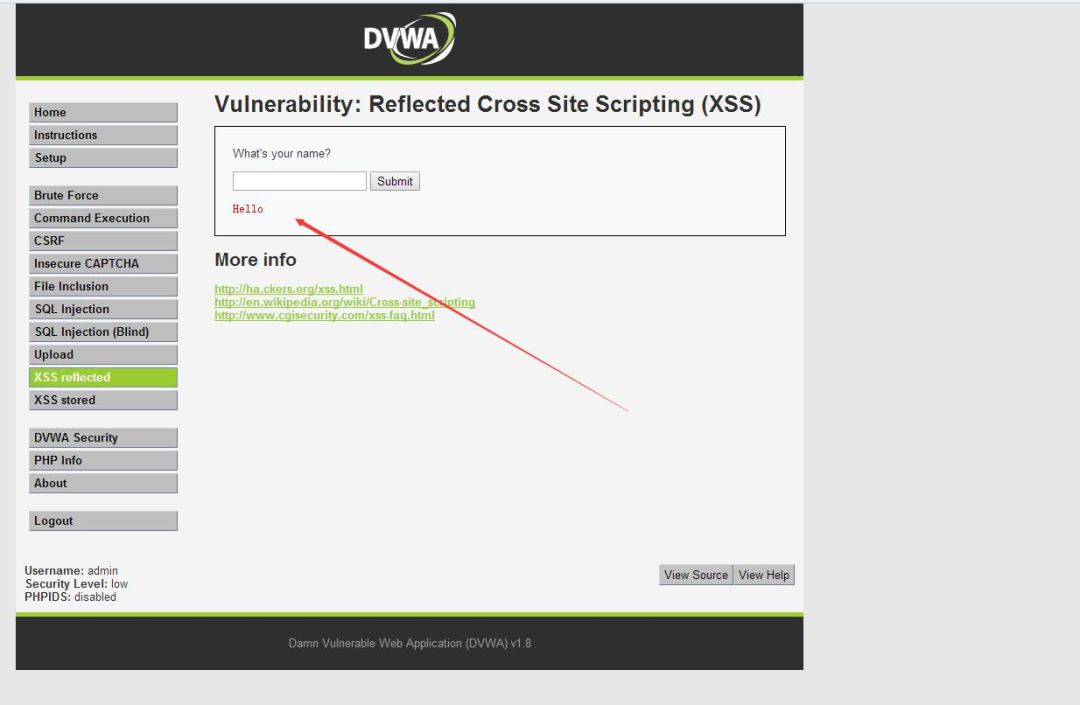 DVWA
Vulnerability: Reflected Cross Site Scripting (XSS)
Home
Instructions
Setup
Brute Force
Command Execution
CSRF
Insecure CAPTCHA
File Inclusion
SQL Injection
SQL Injection (Blind)
Upload
XSS reflected
XSS stored
DVWA Security
PHP Info
About
Logout
What's your name?
Submit
Hello
More info
http://ha.ckers.org/xss.html
http://en.wikipedia.org/wiki/Cross-site_scripting
http://www.cgisecurity.com/xss-faq.html
Username: admin
Security Level: low
PHPIDS: disabled
View Source View Help
Damn Vulnerable Web Application (DVWA) v1.8